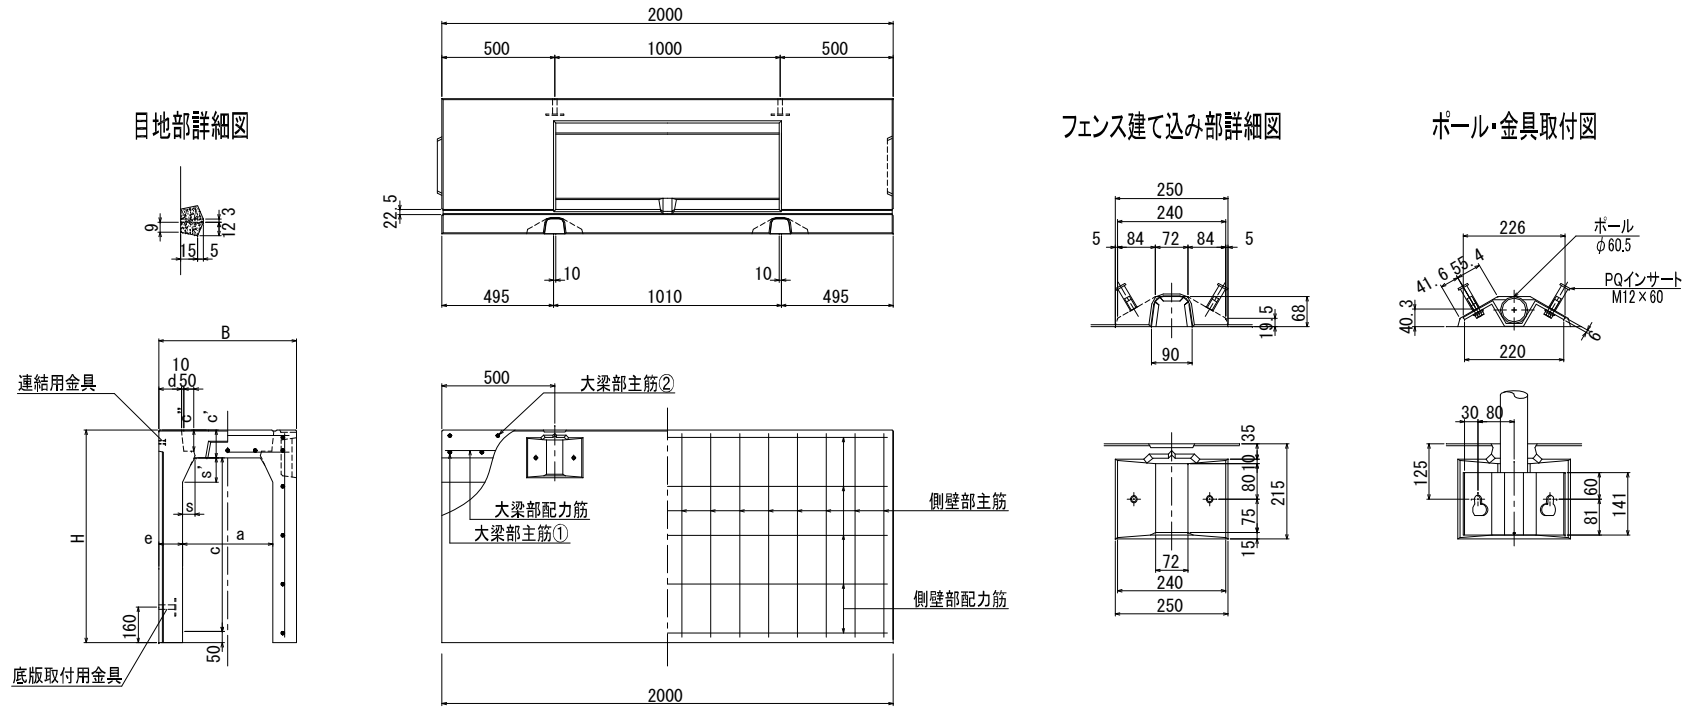 2000
500
1000
500
目地部詳細図
フェンス建て込み部詳細図
ポール・金具取付図
22.5
9
12
3
15
5
10
10
495
1010
495
250
240
5
84
72
84
5
68
19.5
90
226
ポール
φ60.5
PQインサート
M12×60
41.6
55.4
40.3
6
220
B
10
d
50
連結用金具
c"
c'
s'
s
H
e
a
c
160
50
底版取付用金具
500
大梁部主筋②
大梁部配力筋
大梁部主筋①
側壁部主筋
側壁部配力筋
2000
35
10
80
75
15
215
72
240
250
30
80
125
60
81
141